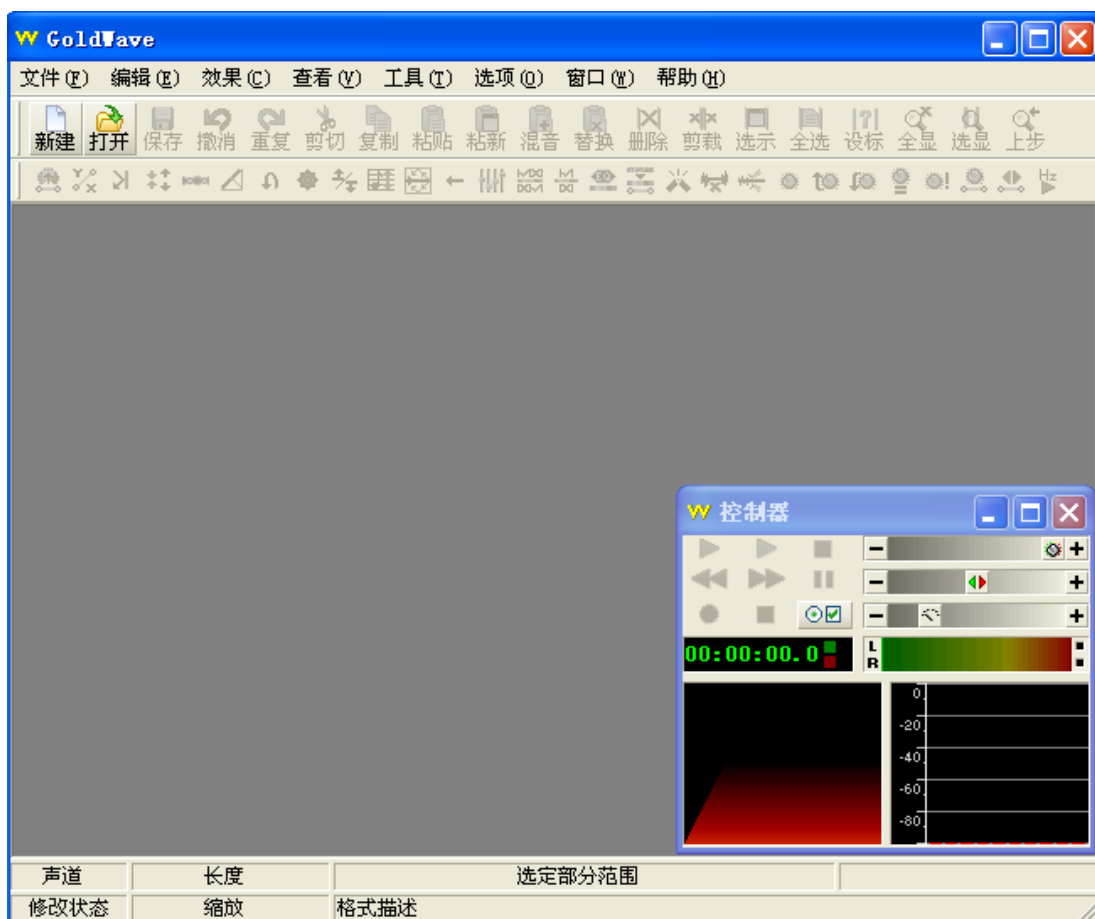 GoldWave
文件(F) 编辑(E) 效果(C) 查看(V) 工具(T) 选项(O) 窗口(W) 帮助(H)
新建 打开 保存 撤消 重复 剪切 复制 粘贴 粘新 混音 替换 删除 剪裁 选示 全选 设标 全显 选显 上步
Hz
控制器
00:00:00.0
L
R
0
-20
-40
-60
-80
声道 长度 选定部分范围
修改状态 缩放 格式描述